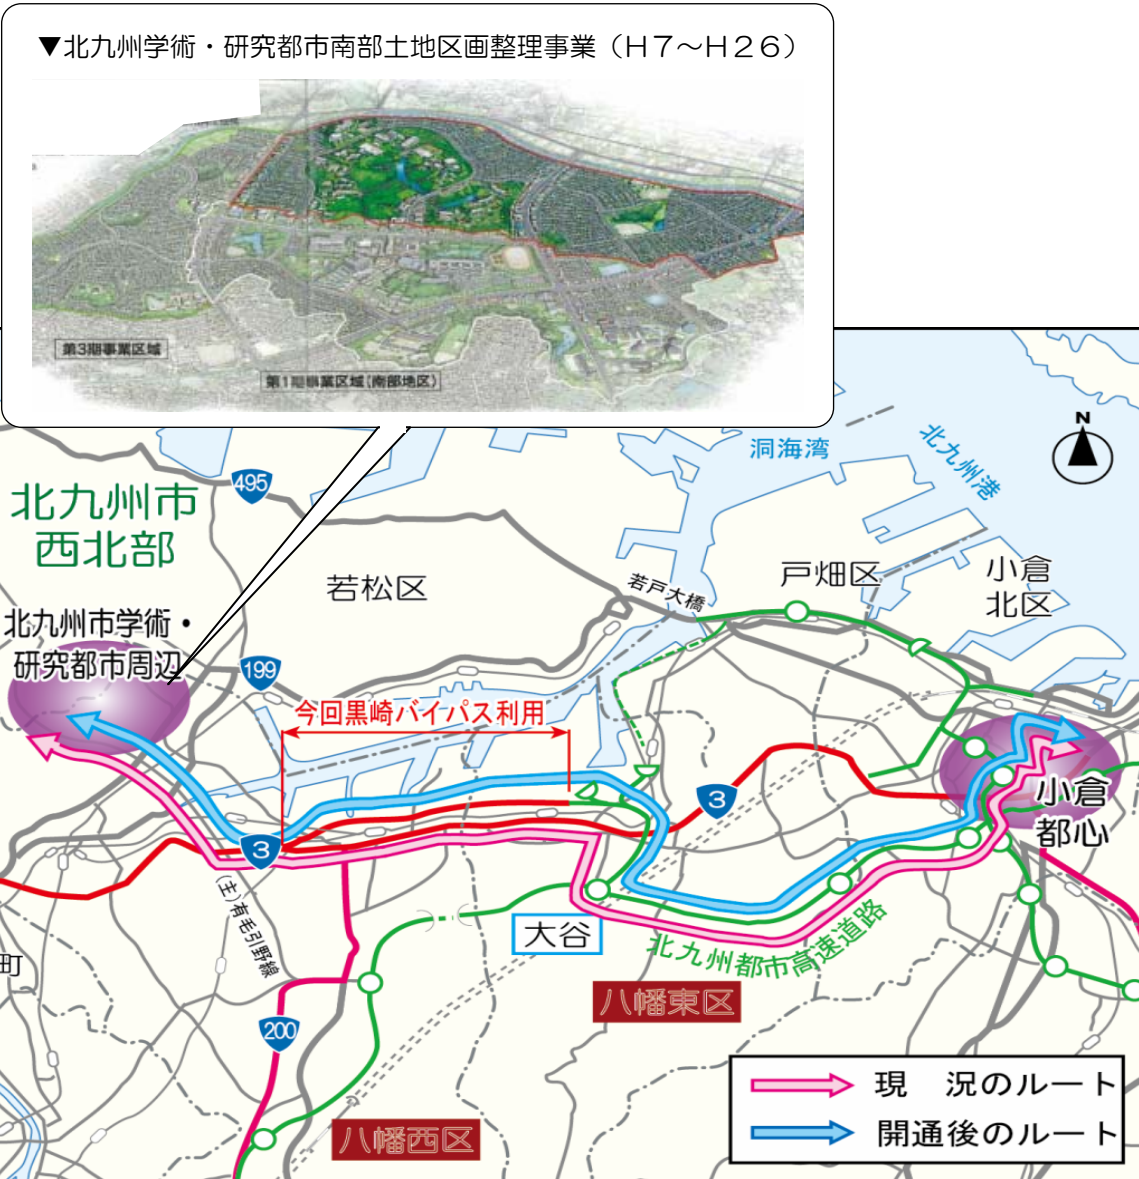 ▼北九州学術・研究都市南部土地区画整理事業（Ｈ７～Ｈ２６）
第3期事業区域
第1期事業区域(南部地区)
N
洞海湾
北九州港
495
北九州市
西北部
若松区
若戸大橋
戸畑区
小倉
北区
北九州市学術・
研究都市周辺
199
今回黒崎バイパス利用
3
3
小倉
都心
(主)有毛引野線
大谷
北九州都市高速道路
町
八幡東区
200
八幡西区
現　況のルート
開通後のルート